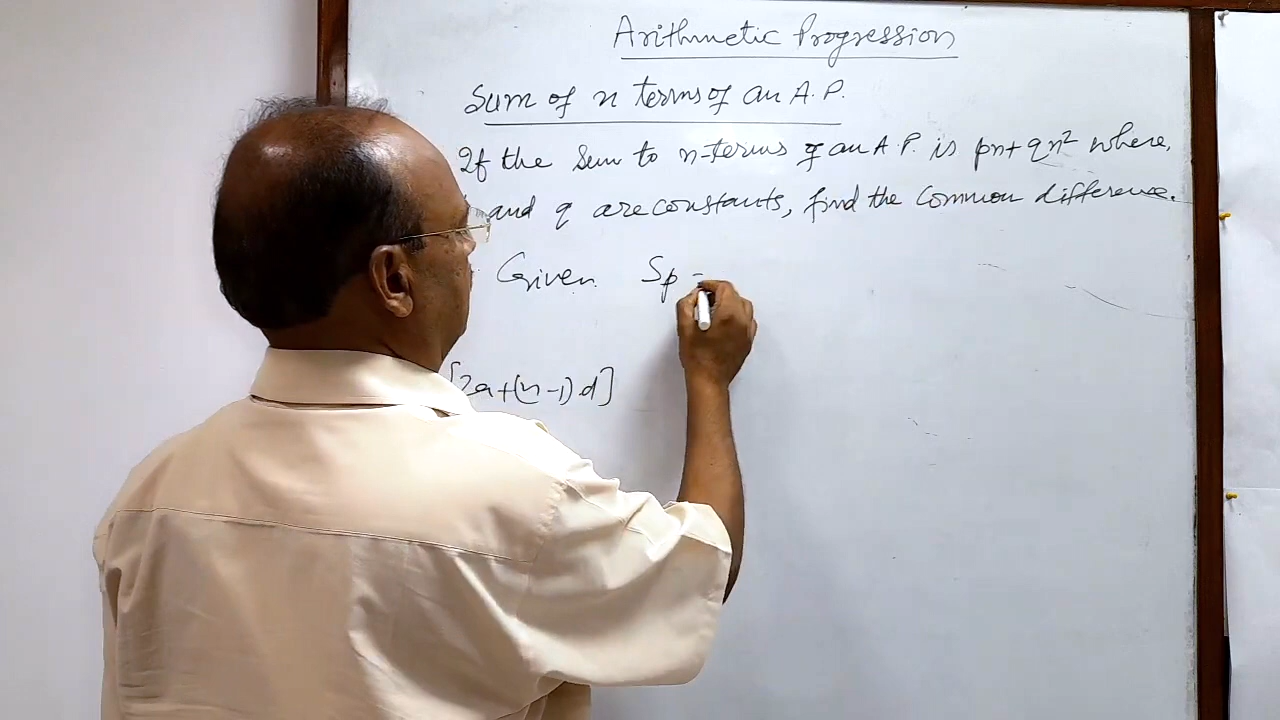 Arithmetic Progression
Sum of n terms of an A.P.
If the Sum to n-terms of an A.P. is pn+qn² where,
and q are constants, find the Common difference.
Given Sp =
[2a+(n-1)d]